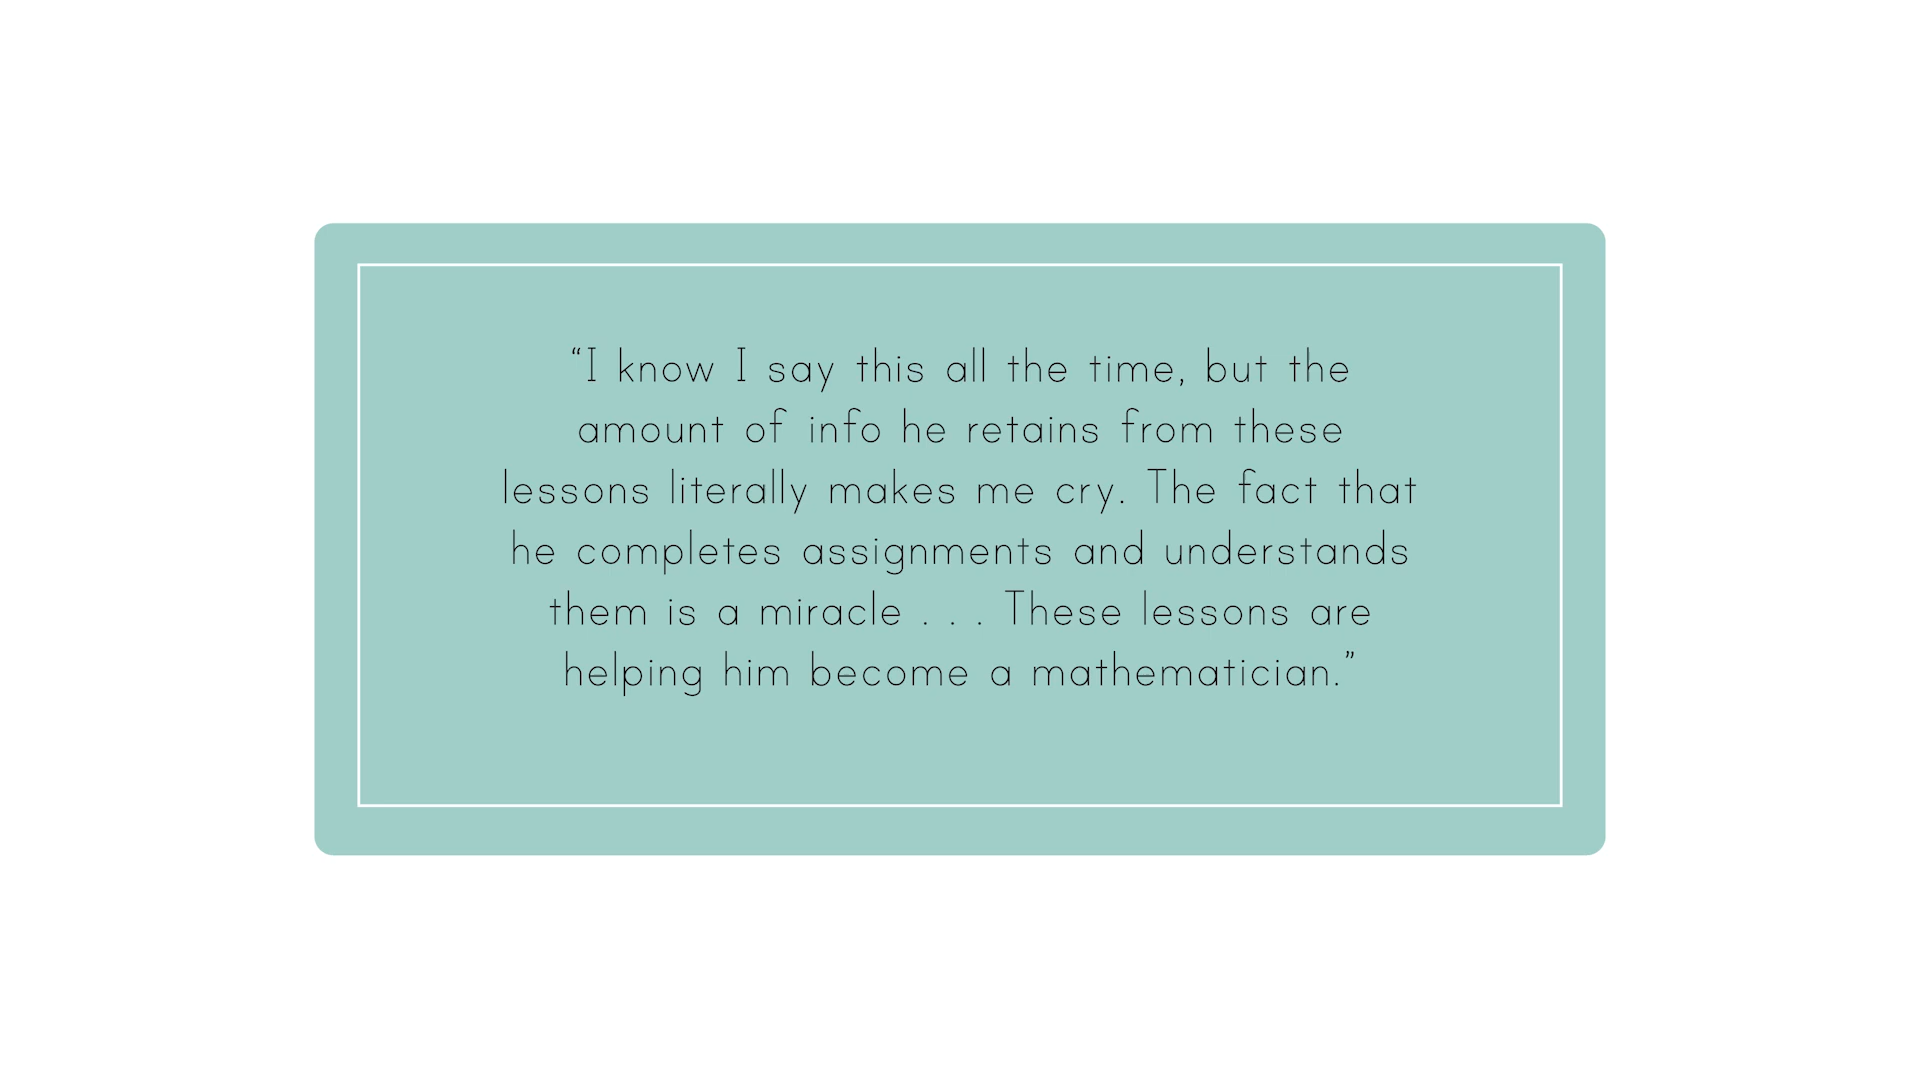 “I know I say this all the time, but the
amount of info he retains from these
lessons literally makes me cry. The fact that
he completes assignments and understands
them is a miracle . . . These lessons are
helping him become a mathematician.”